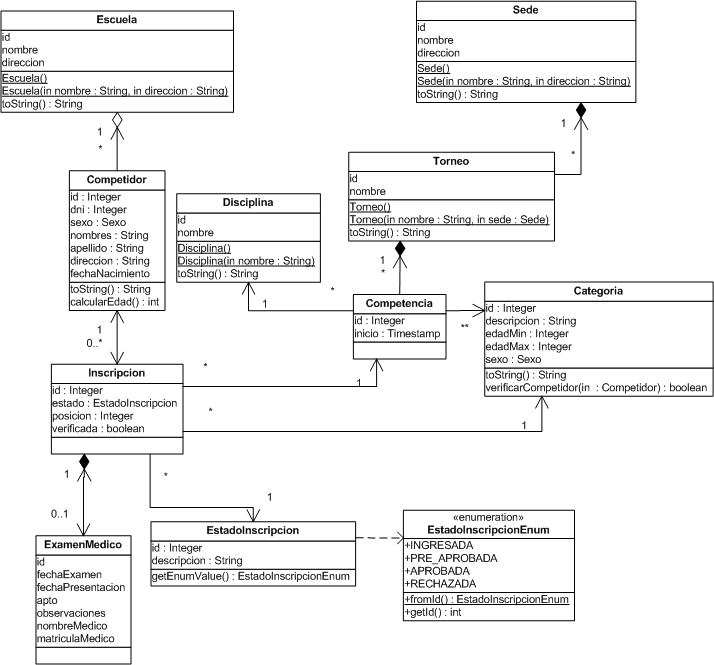 Escuela
id
nombre
direccion
Escuela()
Escuela(in nombre : String, in direccion : String)
toString() : String
Sede
id
nombre
direccion
Sede()
Sede(in nombre : String, in direccion : String)
toString() : String
1
*
1
*
Competidor
id : Integer
dni : Integer
sexo : Sexo
nombres : String
apellido : String
direccion : String
fechaNacimiento
toString() : String
calcularEdad() : int
Disciplina
id
nombre
Disciplina()
Disciplina(in nombre : String)
toString() : String
Torneo
id
nombre
Torneo()
Torneo(in nombre : String, in sede : Sede)
toString() : String
1
*
*
1
Competencia
id : Integer
inicio : Timestamp
**
Categoria
id : Integer
descripcion : String
edadMin : Integer
edadMax : Integer
sexo : Sexo
toString() : String
verificarCompetidor(in : Competidor) : boolean
1
0..*
Inscripcion
id : Integer
estado : EstadoInscripcion
posicion : Integer
verificada : boolean
*
1
*
1
1
0..1
*
1
ExamenMedico
id
fechaExamen
fechaPresentacion
apto
observaciones
nombreMedico
matriculaMedico
EstadoInscripcion
id : Integer
descripcion : String
getEnumValue() : EstadoInscripcionEnum
«enumeration»
EstadoInscripcionEnum
+INGRESADA
+PRE_APROBADA
+APROBADA
+RECHAZADA
+fromId() : EstadoInscripcionEnum
+getId() : int